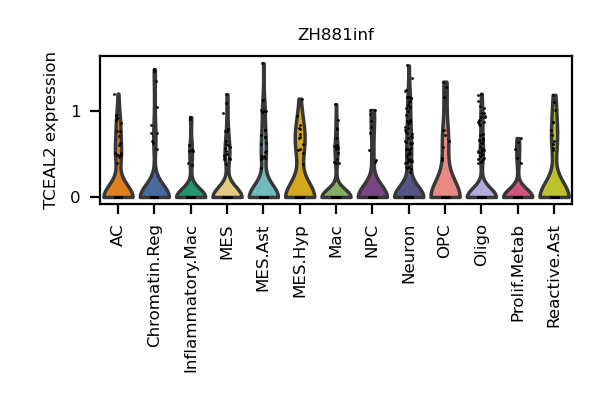 ZH881inf
TCEAL2 expression
1
0
AC
Chromatin.Reg
Inflammatory.Mac
MES
MES.Ast
MES.Hyp
Mac
NPC
Neuron
OPC
Oligo
Prolif.Metab
Reactive.Ast